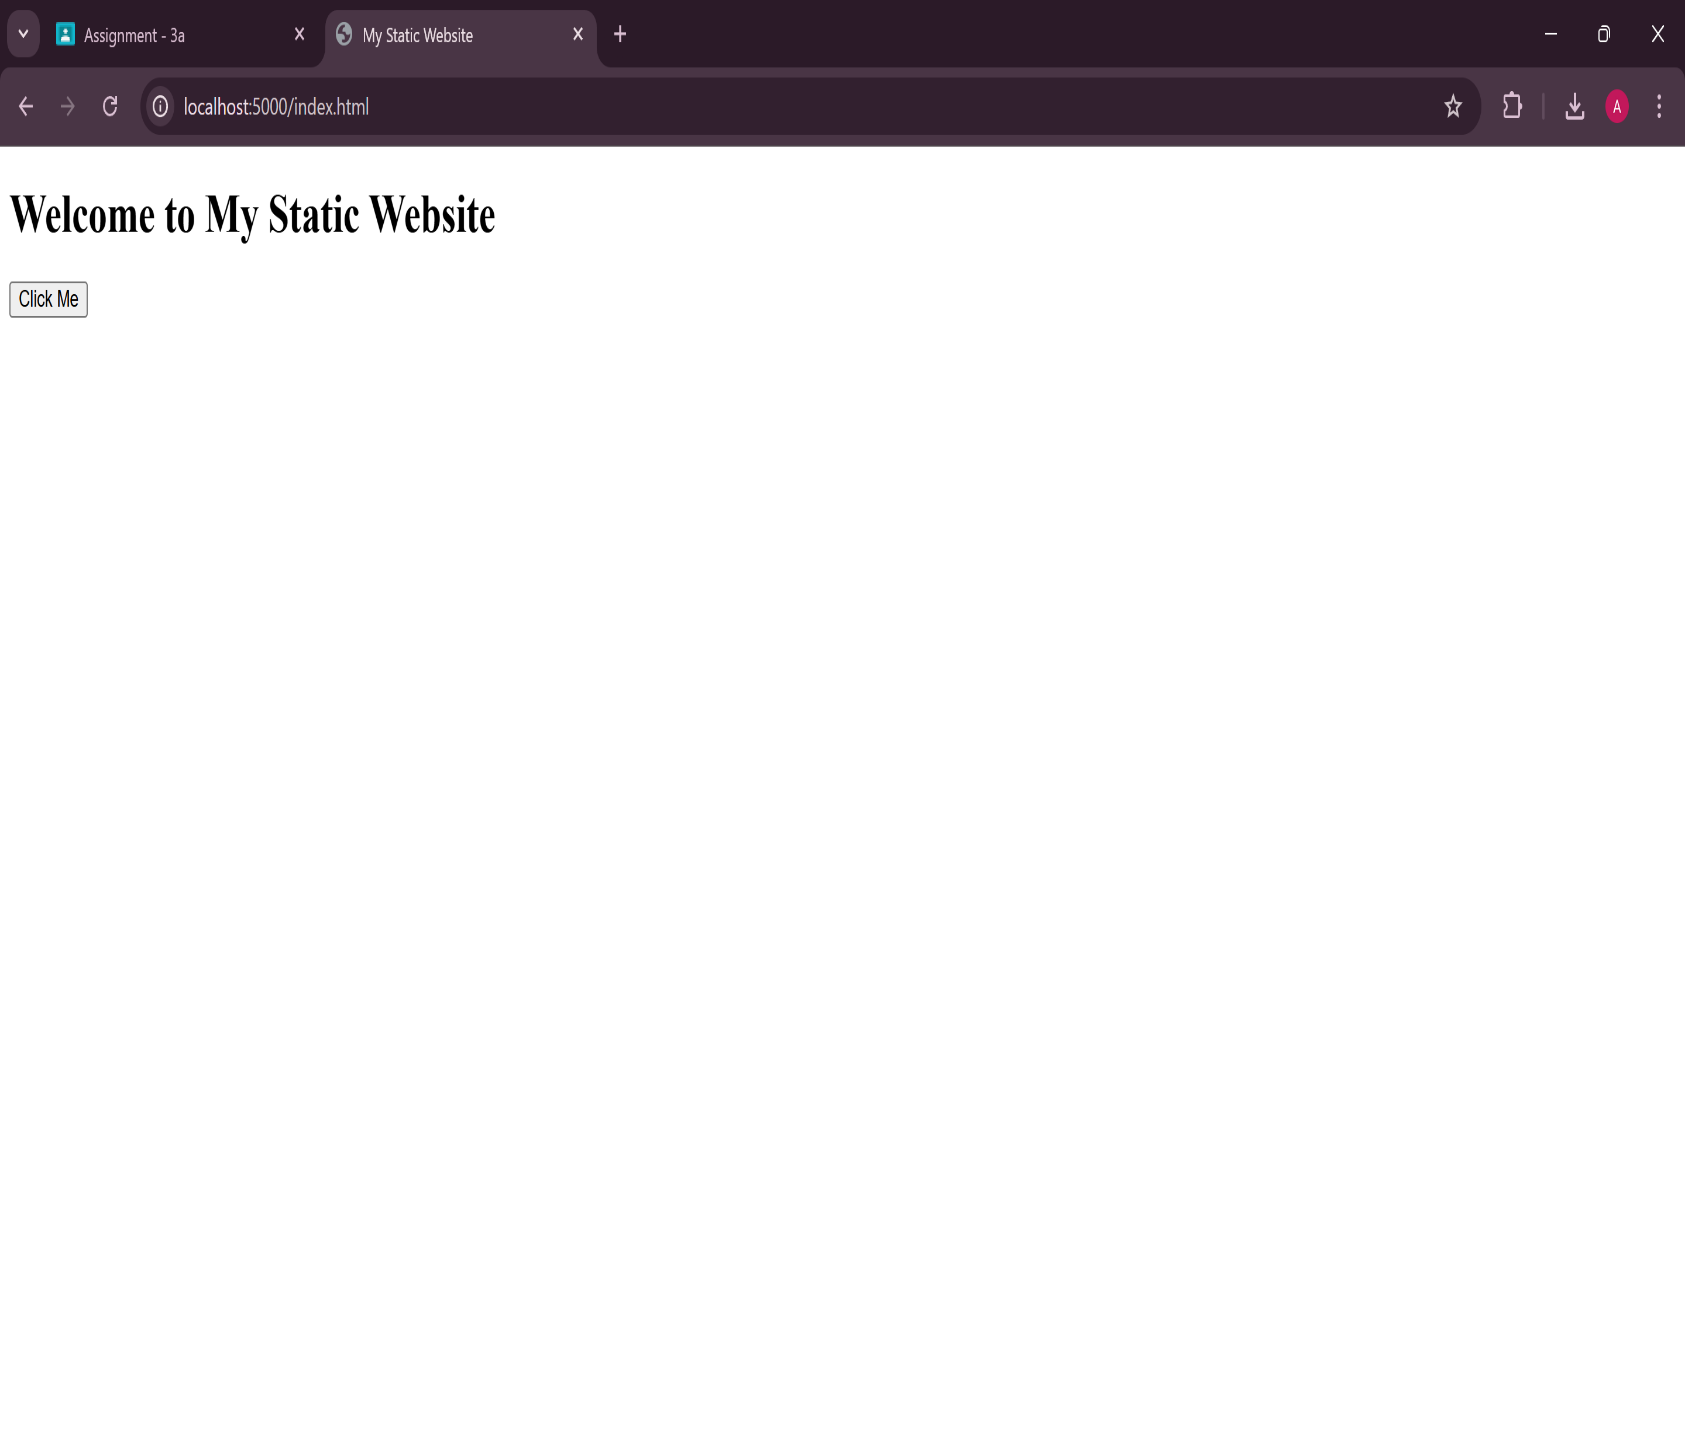 Assignment - 3a
My Static Website
localhost:5000/index.html
A
Welcome to My Static Website
Click Me